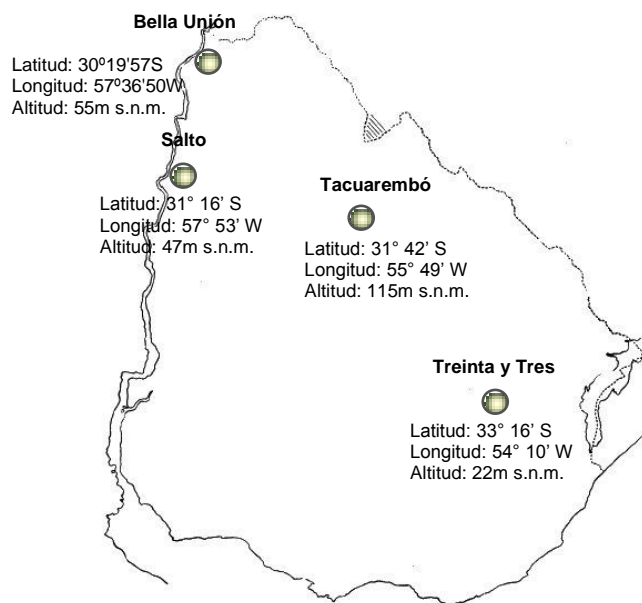 Bella Unión
Latitud: 30º19'57S
Longitud: 57º36'50W
Altitud: 55m s.n.m.
Salto
Latitud: 31° 16’ S
Longitud: 57° 53’ W
Altitud: 47m s.n.m.
Tacuarembó
Latitud: 31° 42’ S
Longitud: 55° 49’ W
Altitud: 115m s.n.m.
Treinta y Tres
Latitud: 33° 16’ S
Longitud: 54° 10’ W
Altitud: 22m s.n.m.